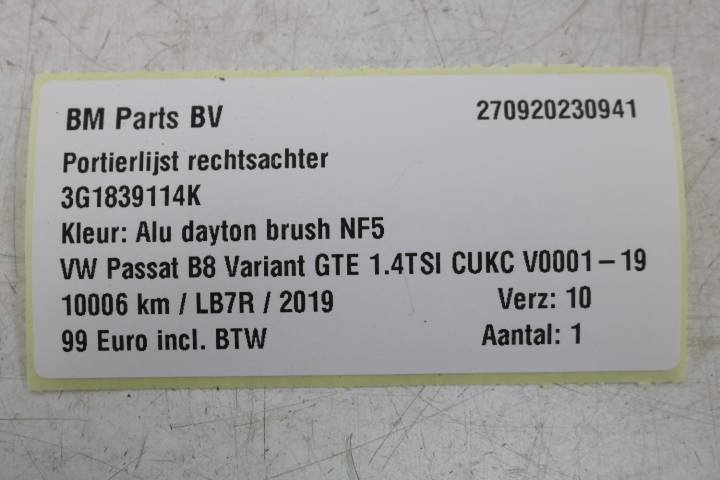 BM Parts BV 270920230941
Portierlijst rechtsachter
3G1839114K
Kleur: Alu dayton brush NF5
VW Passat B8 Variant GTE 1.4TSI CUKC V0001-19
10006 km / LB7R / 2019 Verz: 10
99 Euro incl. BTW Aantal: 1